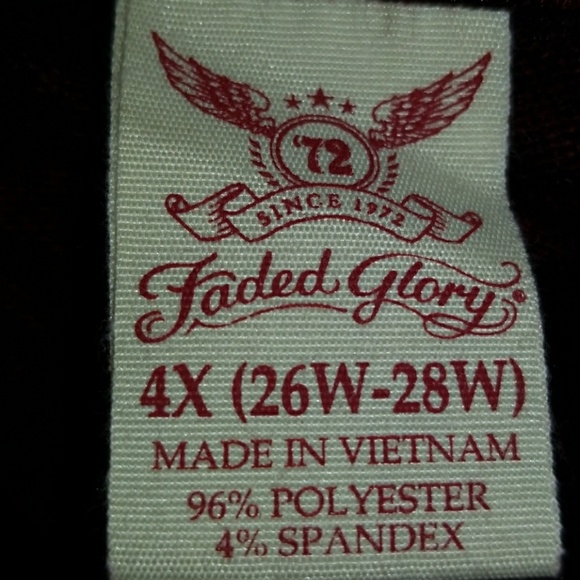 '72
SINCE 1972
Faded Glory®
4X (26W-28W)
MADE IN VIETNAM
96% POLYESTER
4% SPANDEX